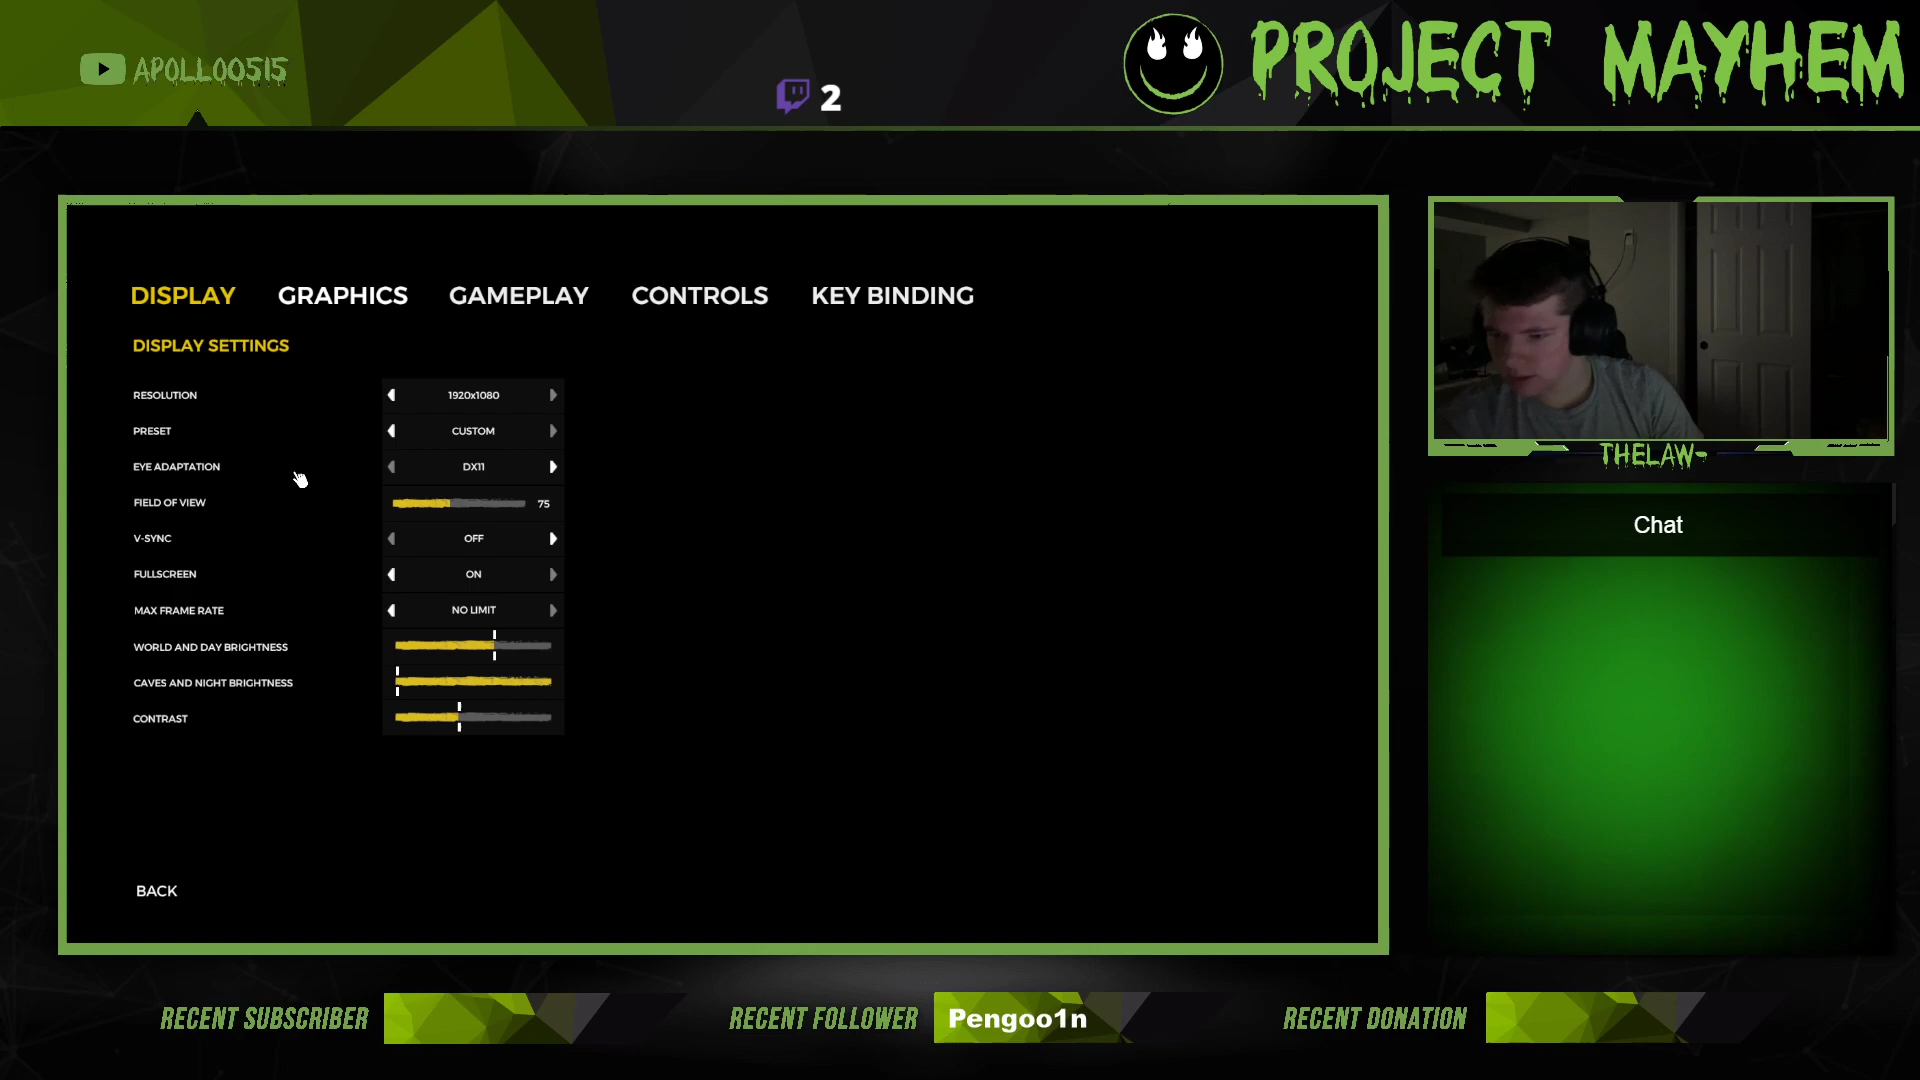 APOLLO0515
2
PROJECT MAYHEM
DISPLAY GRAPHICS GAMEPLAY CONTROLS KEY BINDING
DISPLAY SETTINGS
RESOLUTION 1920x1080
PRESET CUSTOM
EYE ADAPTATION DX11
FIELD OF VIEW 75
V-SYNC OFF
FULLSCREEN ON
MAX FRAME RATE NO LIMIT
WORLD AND DAY BRIGHTNESS
CAVES AND NIGHT BRIGHTNESS
CONTRAST
BACK
THELAW-
Chat
RECENT SUBSCRIBER
RECENT FOLLOWER Pengoo1n
RECENT DONATION